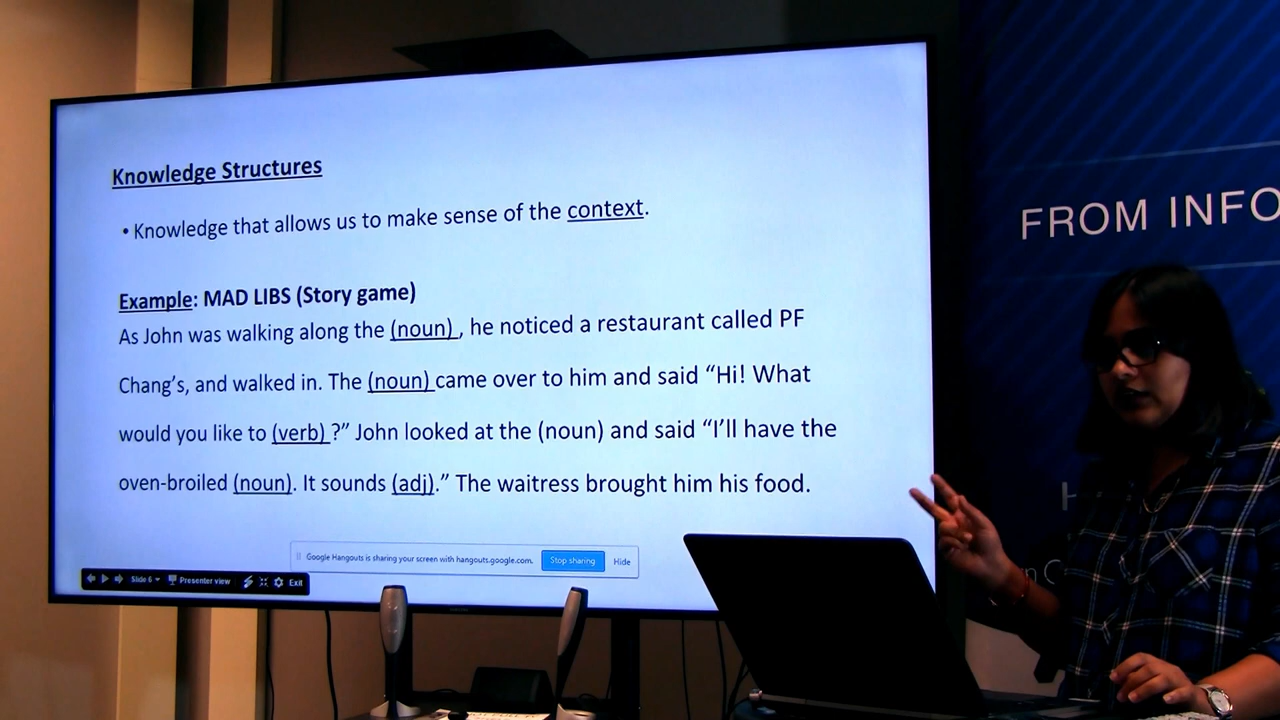 Knowledge Structures
• Knowledge that allows us to make sense of the context.
Example: MAD LIBS (Story game)
As John was walking along the (noun) , he noticed a restaurant called PF
Chang's, and walked in. The (noun) came over to him and said “Hi! What
would you like to (verb) ?” John looked at the (noun) and said “I'll have the
oven-broiled (noun). It sounds (adj).” The waitress brought him his food.
Google Hangouts is sharing your screen with hangouts.google.com. Stop sharing Hide
Slide 6 Presenter view Exit
FROM INFO